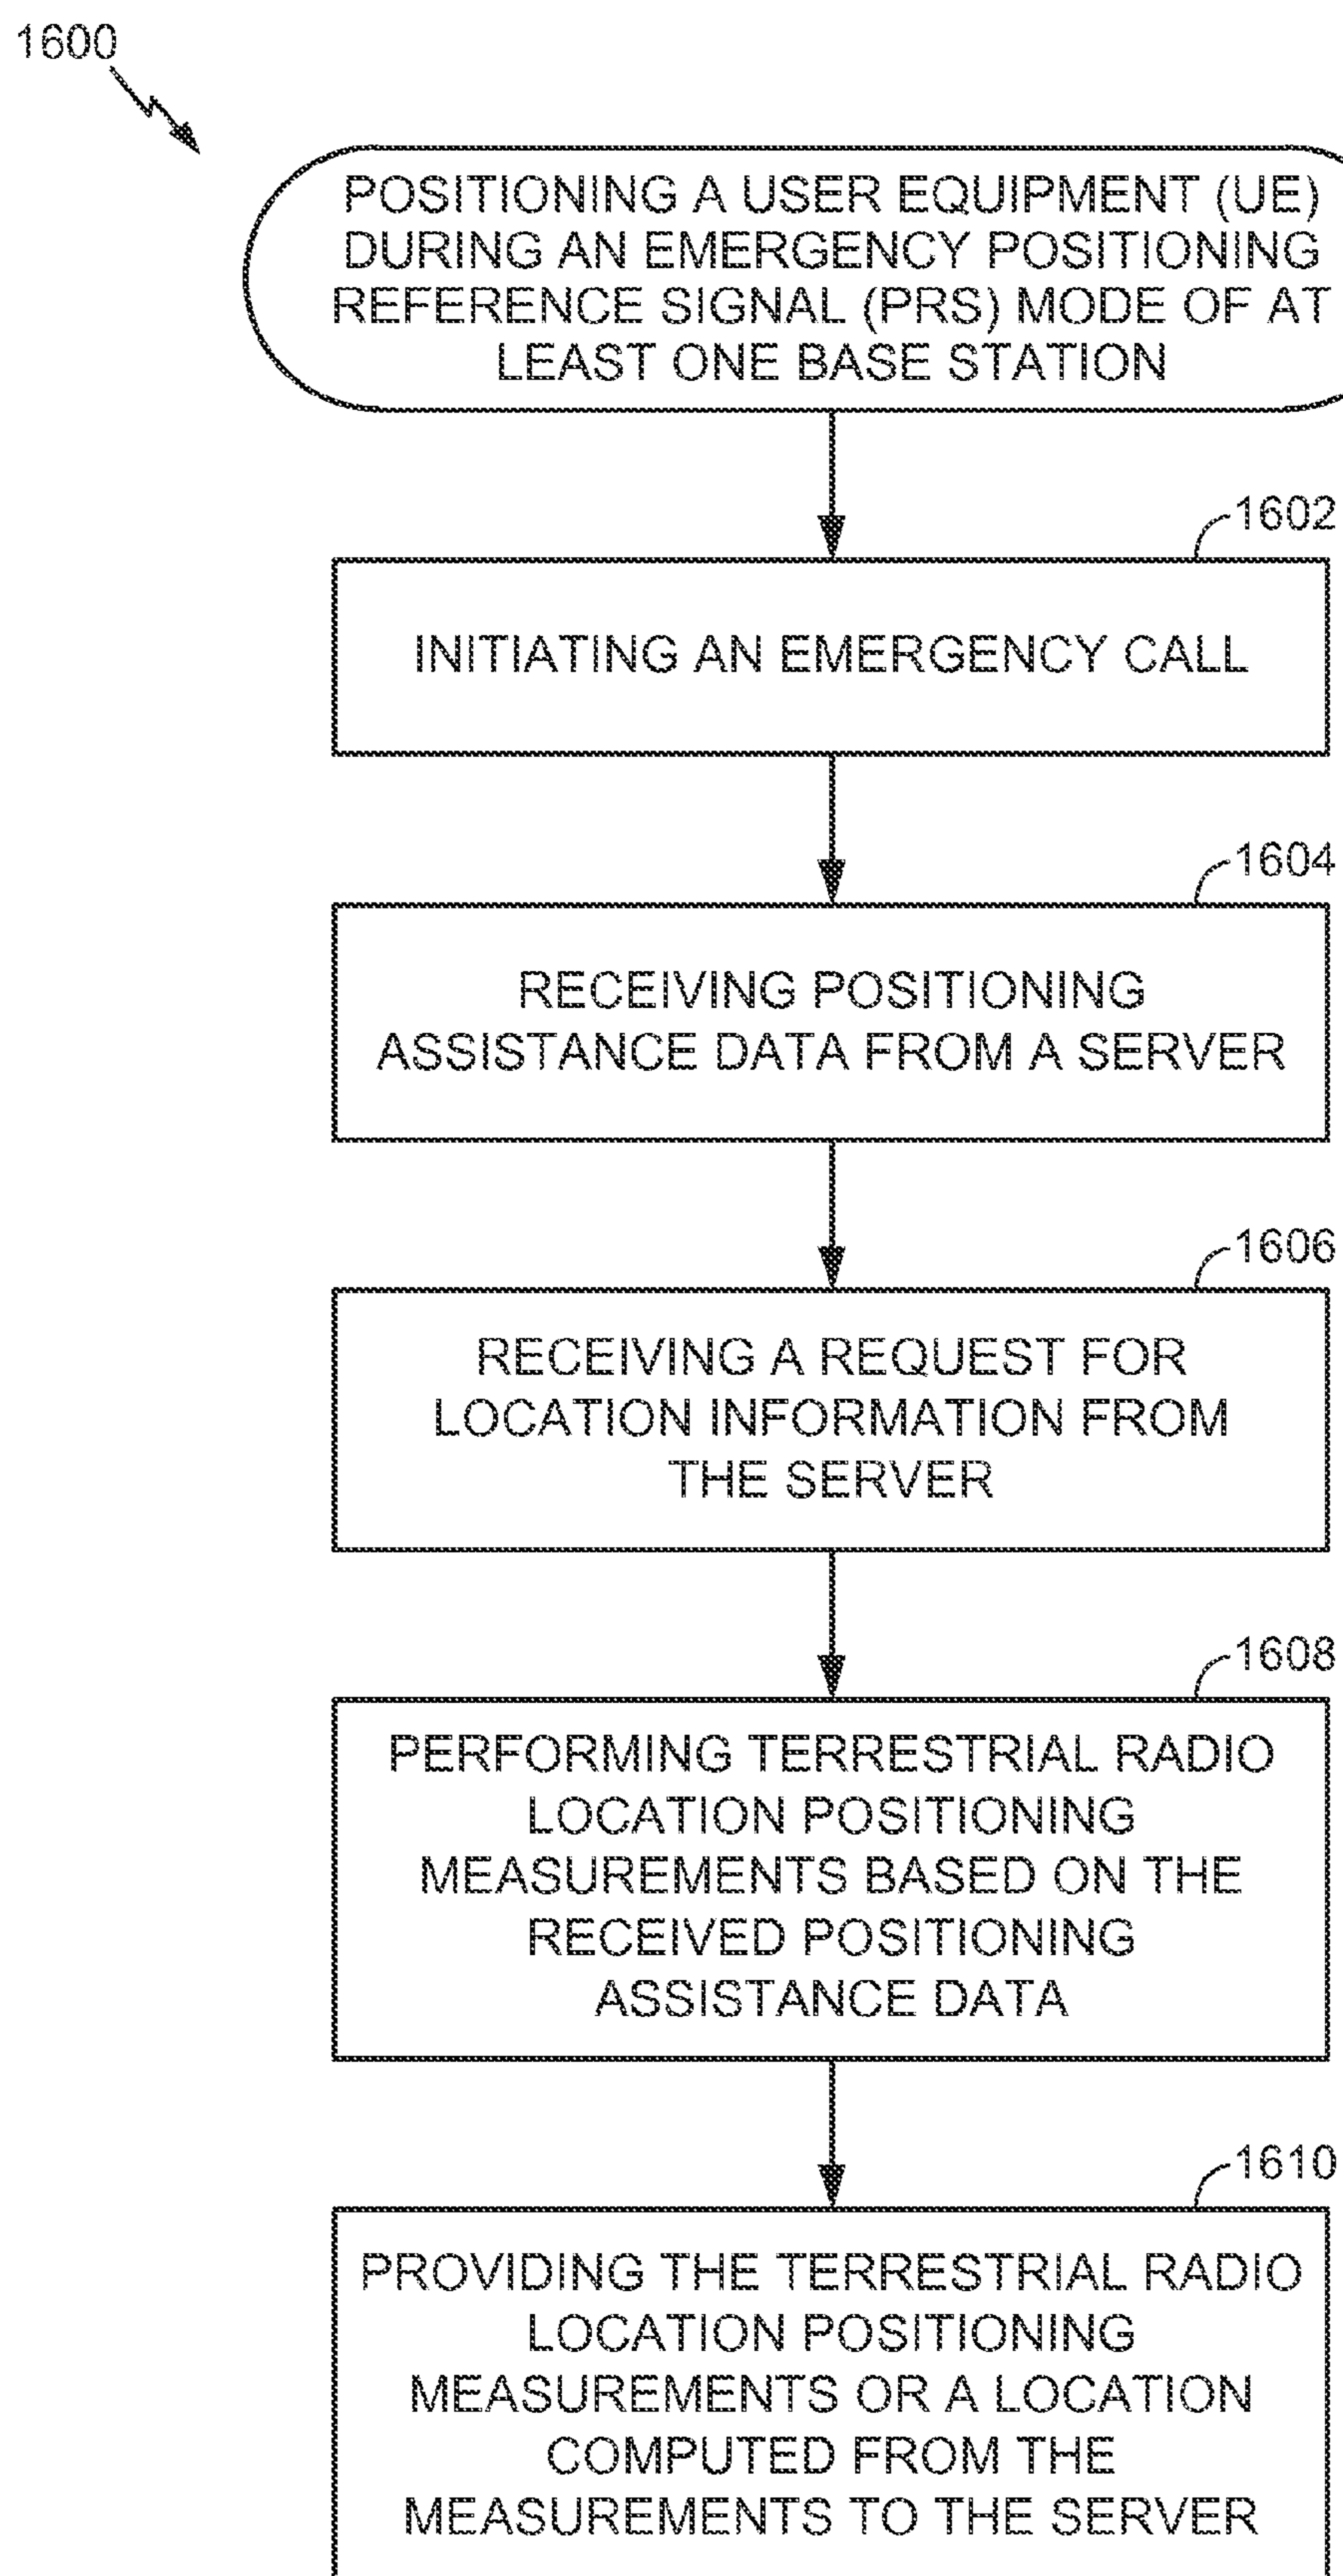 1600
POSITIONING A USER EQUIPMENT (UE)
DURING AN EMERGENCY POSITIONING
REFERENCE SIGNAL (PRS) MODE OF AT
LEAST ONE BASE STATION
1602
INITIATING AN EMERGENCY CALL
1604
RECEIVING POSITIONING
ASSISTANCE DATA FROM A SERVER
1606
RECEIVING A REQUEST FOR
LOCATION INFORMATION FROM
THE SERVER
1608
PERFORMING TERRESTRIAL RADIO
LOCATION POSITIONING
MEASUREMENTS BASED ON THE
RECEIVED POSITIONING
ASSISTANCE DATA
1610
PROVIDING THE TERRESTRIAL RADIO
LOCATION POSITIONING
MEASUREMENTS OR A LOCATION
COMPUTED FROM THE
MEASUREMENTS TO THE SERVER